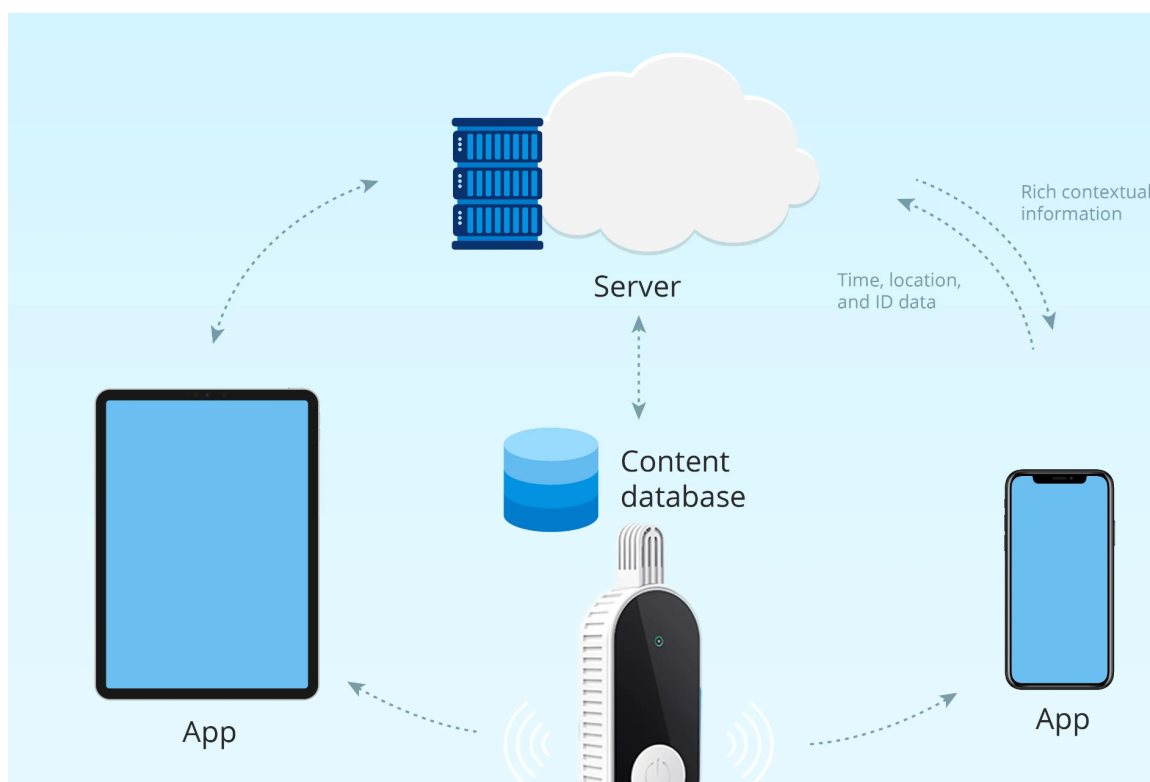 Rich contextual
information
Server
Time, location,
and ID data
Content
database
App
App